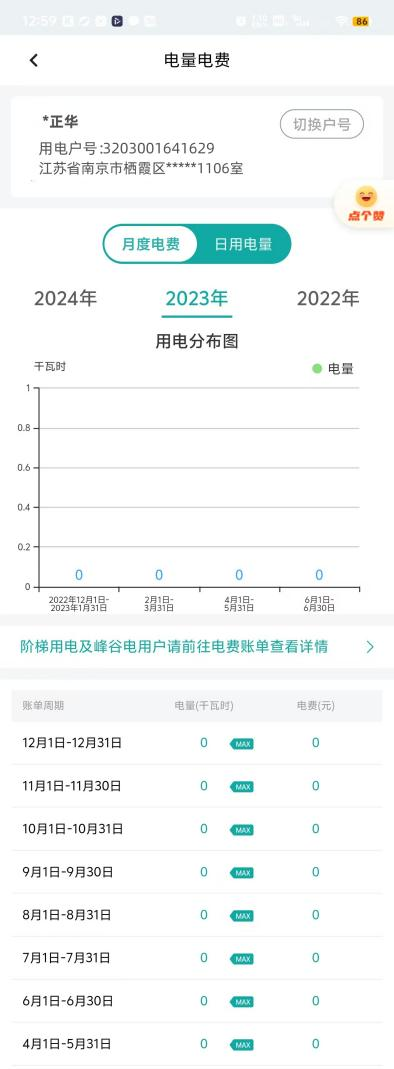 12:59
86
电量电费
*正华
切换户号
用电户号:3203001641629
江苏省南京市栖霞区*****1106室
点个赞
月度电费 日用电量
2024年 2023年 2022年
用电分布图
千瓦时 电量
1
0.8
0.6
0.4
0.2
0
0 0 0 0
2022年12月1日- 2月1日- 4月1日- 6月1日-
2023年1月31日 3月31日 5月31日 6月30日
阶梯用电及峰谷电用户请前往电费账单查看详情
账单周期 电量(千瓦时) 电费(元)
12月1日-12月31日 0 MAX 0
11月1日-11月30日 0 MAX 0
10月1日-10月31日 0 MAX 0
9月1日-9月30日 0 MAX 0
8月1日-8月31日 0 MAX 0
7月1日-7月31日 0 MAX 0
6月1日-6月30日 0 MAX 0
4月1日-5月31日 0 MAX 0